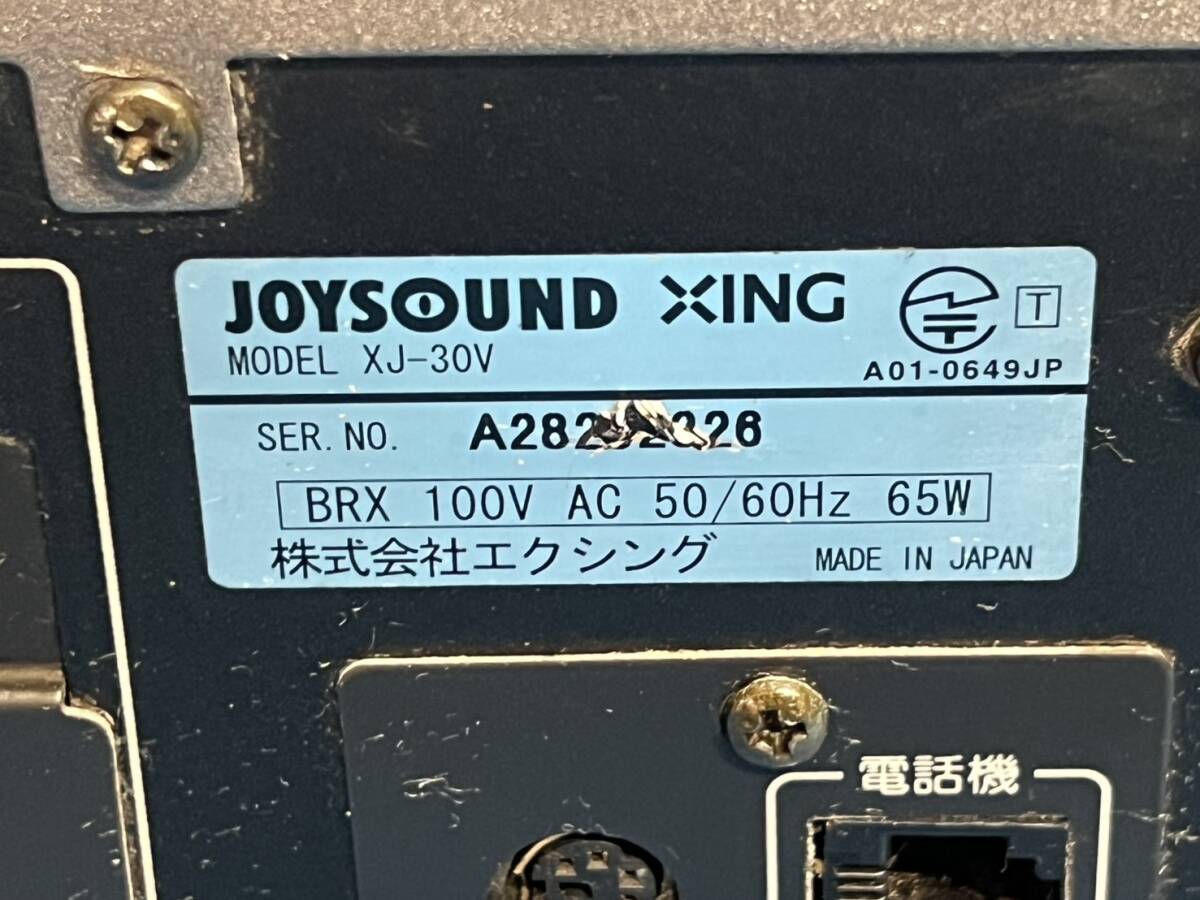 JOYSOUND XING
MODEL XJ-30V
T
A01-0649JP
SER. NO.
BRX 100V AC 50/60Hz 65W
株式会社エクシング MADE IN JAPAN
電話機